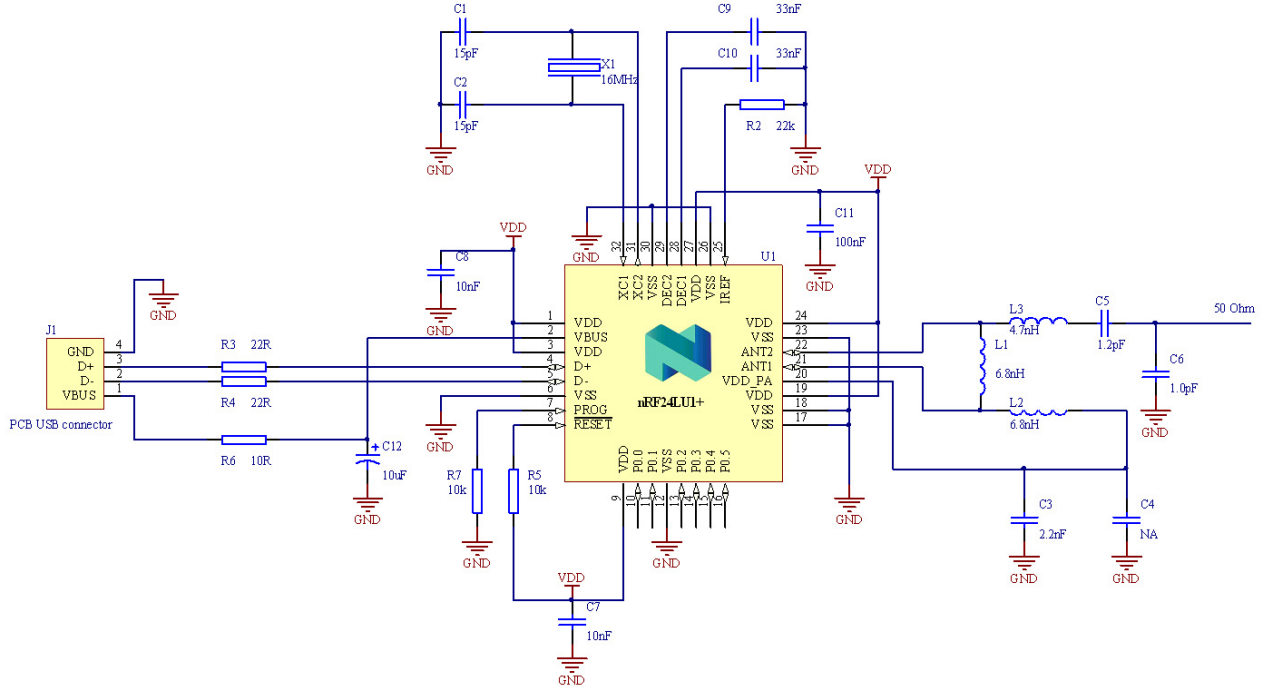 C1
15pF
C2
15pF
X1
16MHz
GND
C9 33nF
C10 33nF
R2 22k
GND
VDD
C11
100nF
GND
GND
VDD
C8
10nF
GND
U1
32 31 30 29 28 27 26 25
XC1 XC2 VSS DEC2 DEC1 VDD VSS IREF
1 VDD
2 VBUS
3 VDD
4 D+
5 D-
6 VSS
7 PROG
8 RESET
VDD 24
VSS 23
ANT2 22
ANT1 21
VDD_PA 20
VDD 19
VSS 18
VSS 17
nRF24LU1+
VDD P0.0 P0.1 VSS P0.2 P0.3 P0.4 P0.5
9 10 11 12 13 14 15 16
GND
J1
GND 4
D+ 3
D- 2
VBUS 1
PCB USB connector
R3 22R
R4 22R
R6 10R
+ C12
10uF
GND
GND
R7
10k
R5
10k
GND
GND
VDD
C7
10nF
GND
GND
L3
4.7nH
C5
1.2pF
50 Ohm
L1
6.8nH
C6
1.0pF
GND
L2
6.8nH
C3
2.2nF
GND
C4
NA
GND